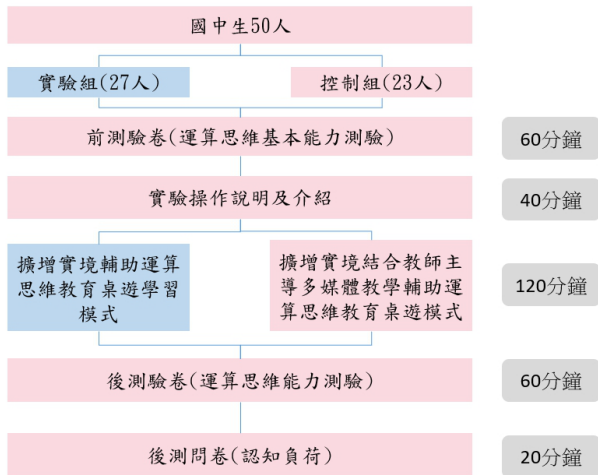 國中生50人
實驗組(27人)
控制組(23人)
前測驗卷(運算思維基本能力測驗)
60分鐘
實驗操作說明及介紹
40分鐘
擴增實境輔助運算
思維教育桌遊學習
模式
擴增實境結合教師主
導多媒體教學輔助運
算思維教育桌遊模式
120分鐘
後測驗卷(運算思維能力測驗)
60分鐘
後測問卷(認知負荷)
20分鐘